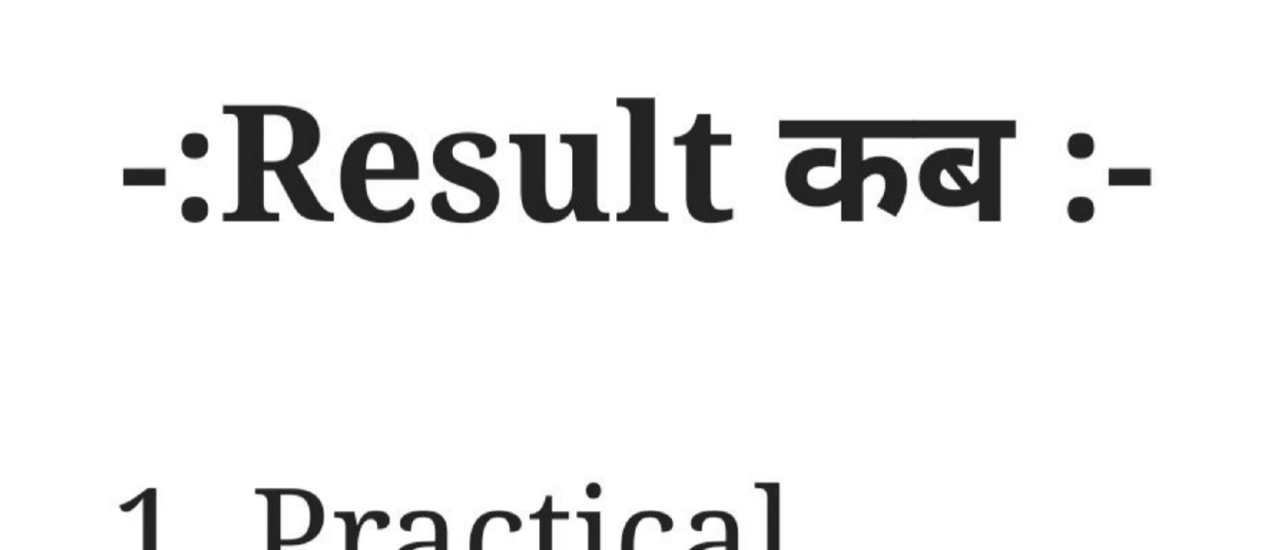 -:Result कब :-
1. Practical